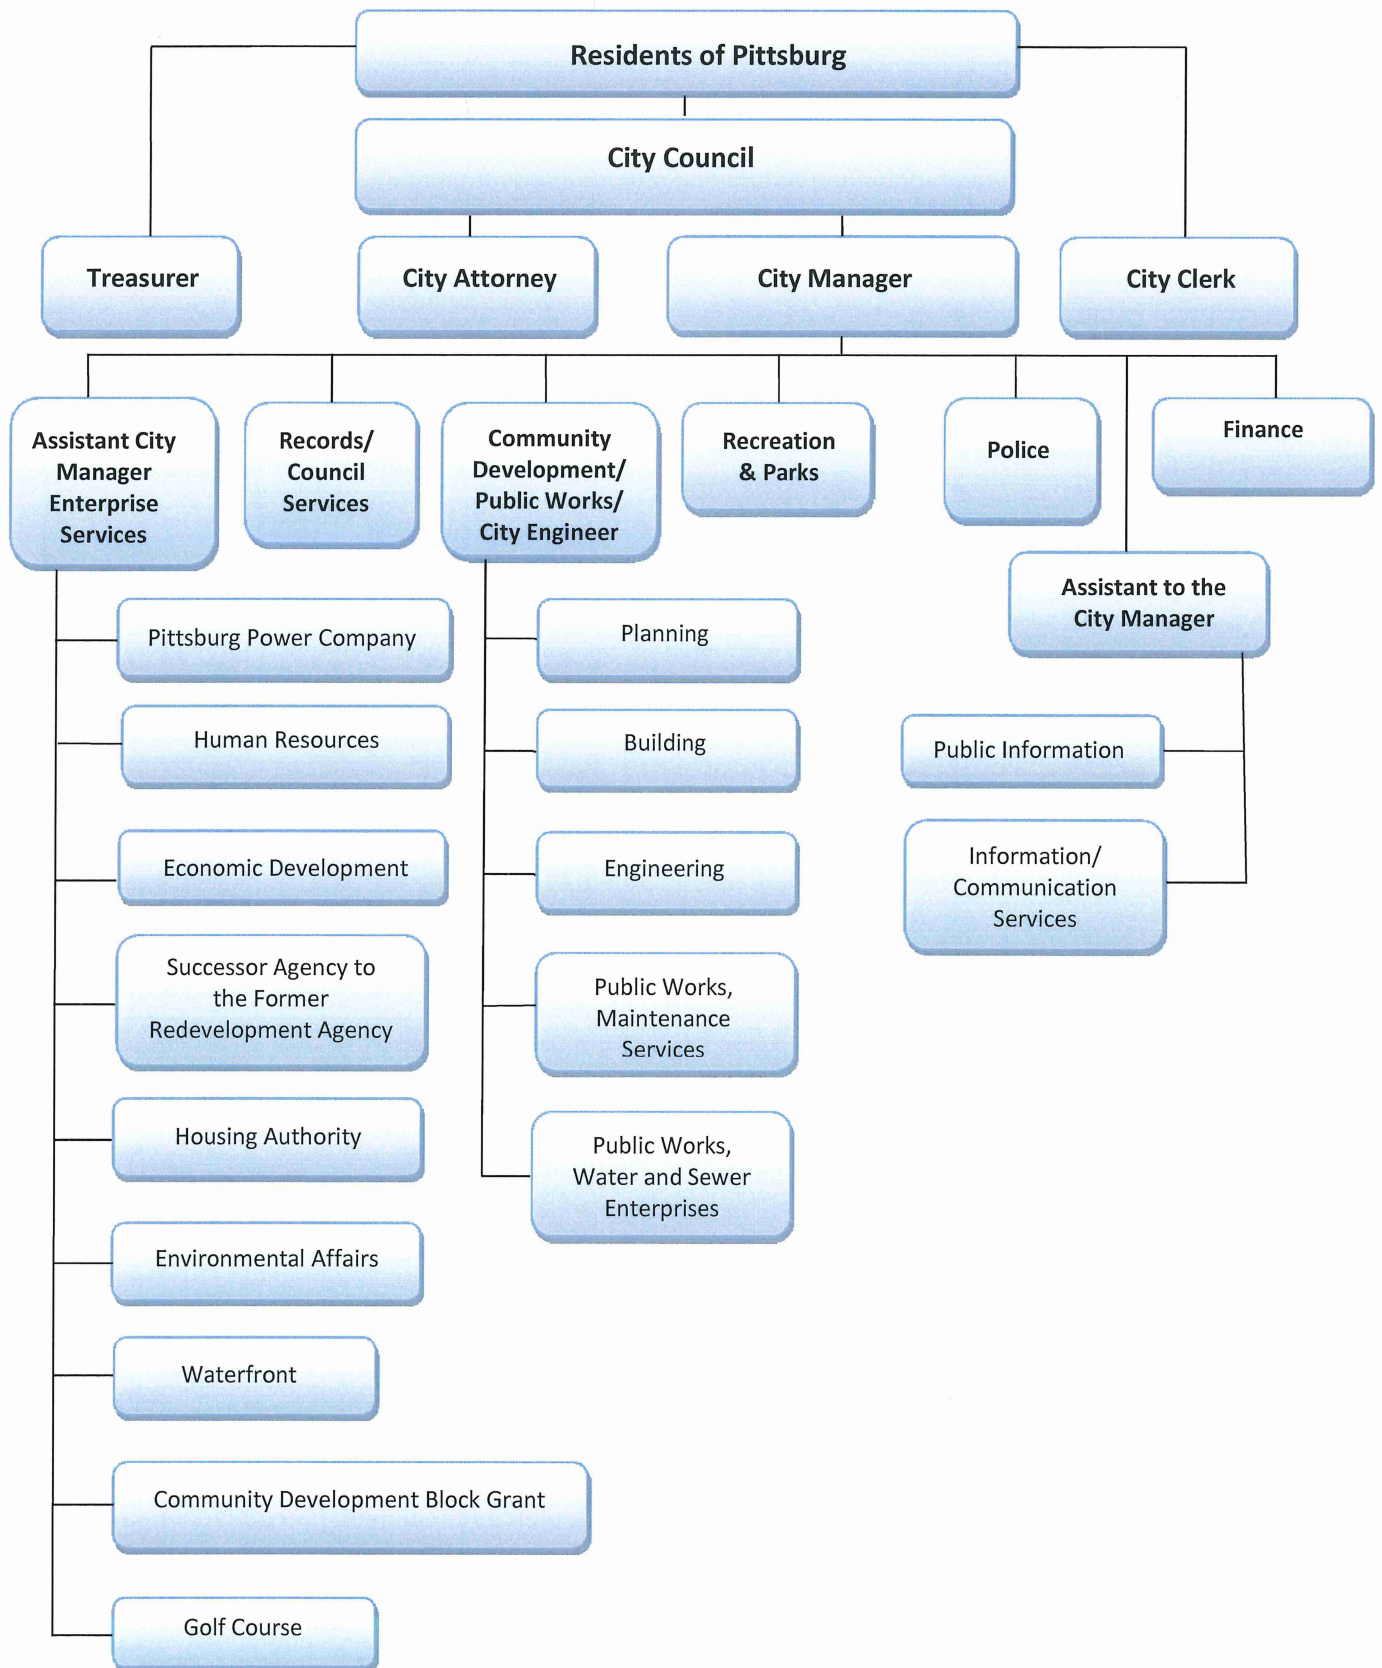 Residents of Pittsburg
City Council
Treasurer
City Attorney
City Manager
City Clerk
Assistant City
Manager
Enterprise
Services
Records/
Council
Services
Community
Development/
Public Works/
City Engineer
Recreation
& Parks
Police
Finance
Assistant to the
City Manager
Pittsburg Power Company
Human Resources
Economic Development
Successor Agency to
the Former
Redevelopment Agency
Housing Authority
Environmental Affairs
Waterfront
Community Development Block Grant
Golf Course
Planning
Building
Engineering
Public Works,
Maintenance
Services
Public Works,
Water and Sewer
Enterprises
Public Information
Information/
Communication
Services